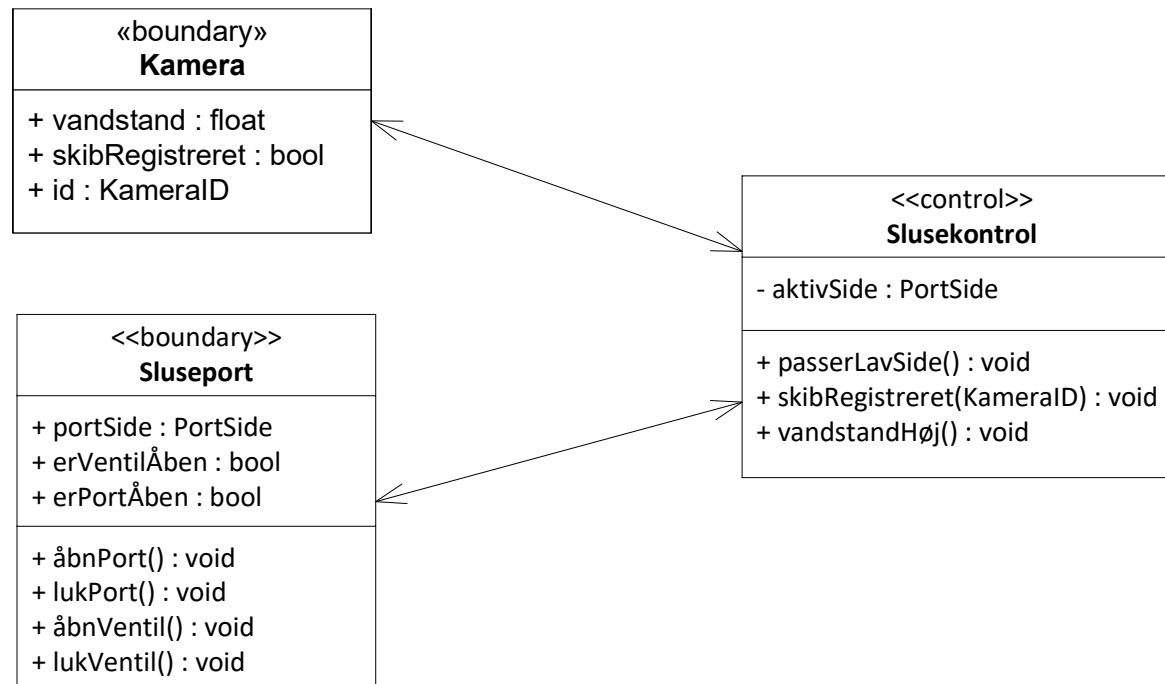 «boundary»
Kamera
+ vandstand : float
+ skibRegistreret : bool
+ id : KameraID
<<control>>
Slusekontrol
- aktivSide : PortSide
+ passerLavSide() : void
+ skibRegistreret(KameraID) : void
+ vandstandHøj() : void
<<boundary>>
Sluseport
+ portSide : PortSide
+ erVentilÅben : bool
+ erPortÅben : bool
+ åbnPort() : void
+ lukPort() : void
+ åbnVentil() : void
+ lukVentil() : void